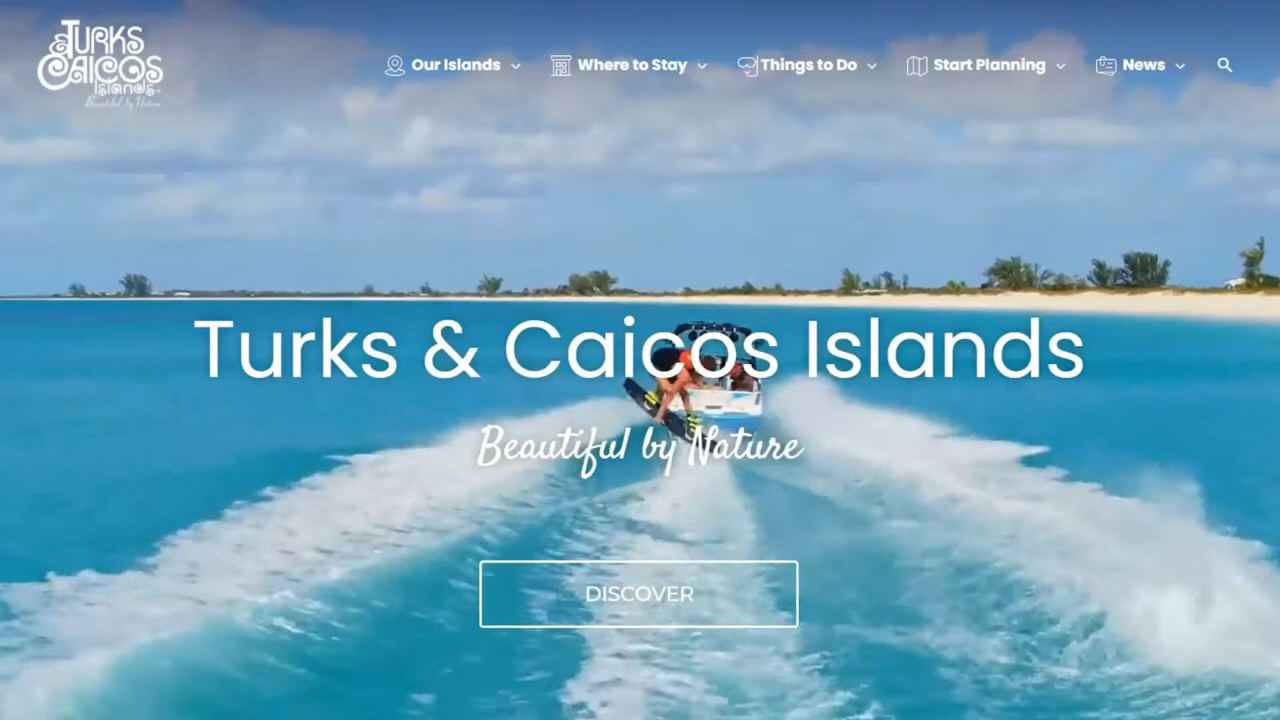 TURKS
& CAICOS
Islands
Beautiful by Nature
Our Islands
Where to Stay
Things to Do
Start Planning
News
Turks & Caicos Islands
Beautiful by Nature
DISCOVER